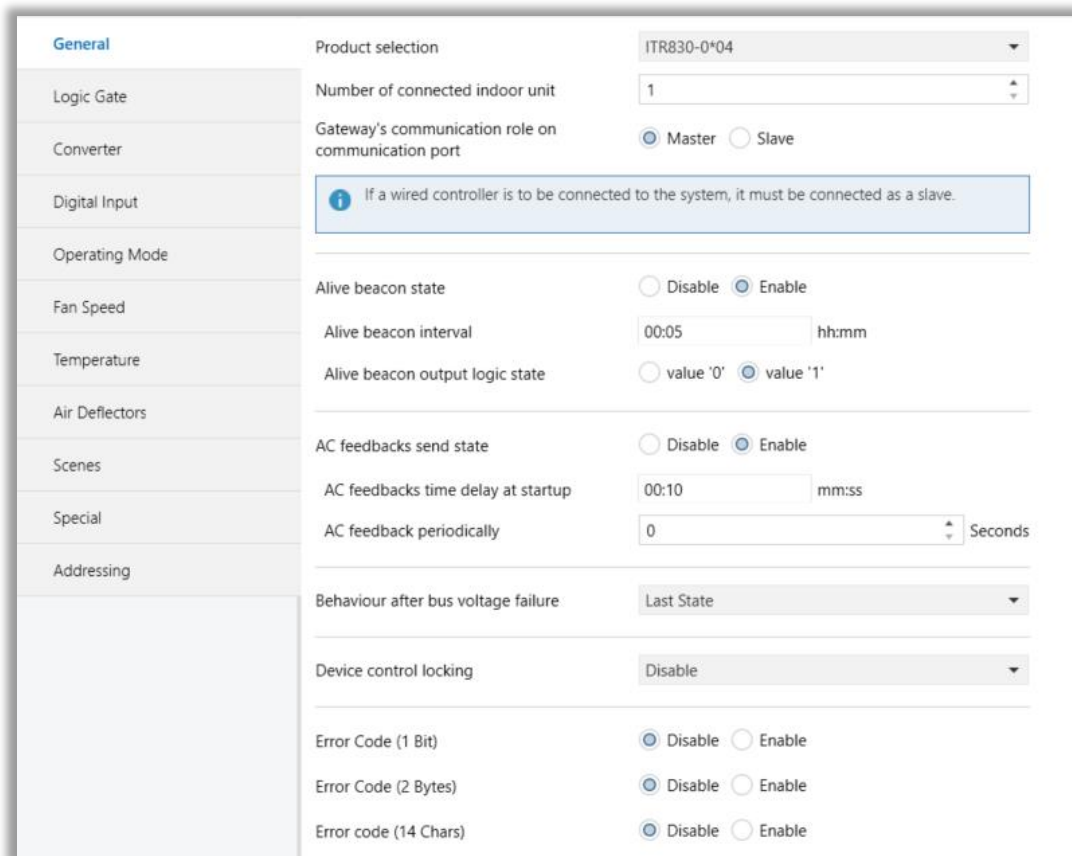 General
Logic Gate
Converter
Digital Input
Operating Mode
Fan Speed
Temperature
Air Deflectors
Scenes
Special
Addressing
Product selection ITR830-0*04
Number of connected indoor unit 1
Gateway's communication role on
communication port Master Slave
If a wired controller is to be connected to the system, it must be connected as a slave.
Alive beacon state Disable Enable
Alive beacon interval 00:05 hh:mm
Alive beacon output logic state value '0' value '1'
AC feedbacks send state Disable Enable
AC feedbacks time delay at startup 00:10 mm:ss
AC feedback periodically 0 Seconds
Behaviour after bus voltage failure Last State
Device control locking Disable
Error Code (1 Bit) Disable Enable
Error Code (2 Bytes) Disable Enable
Error code (14 Chars) Disable Enable